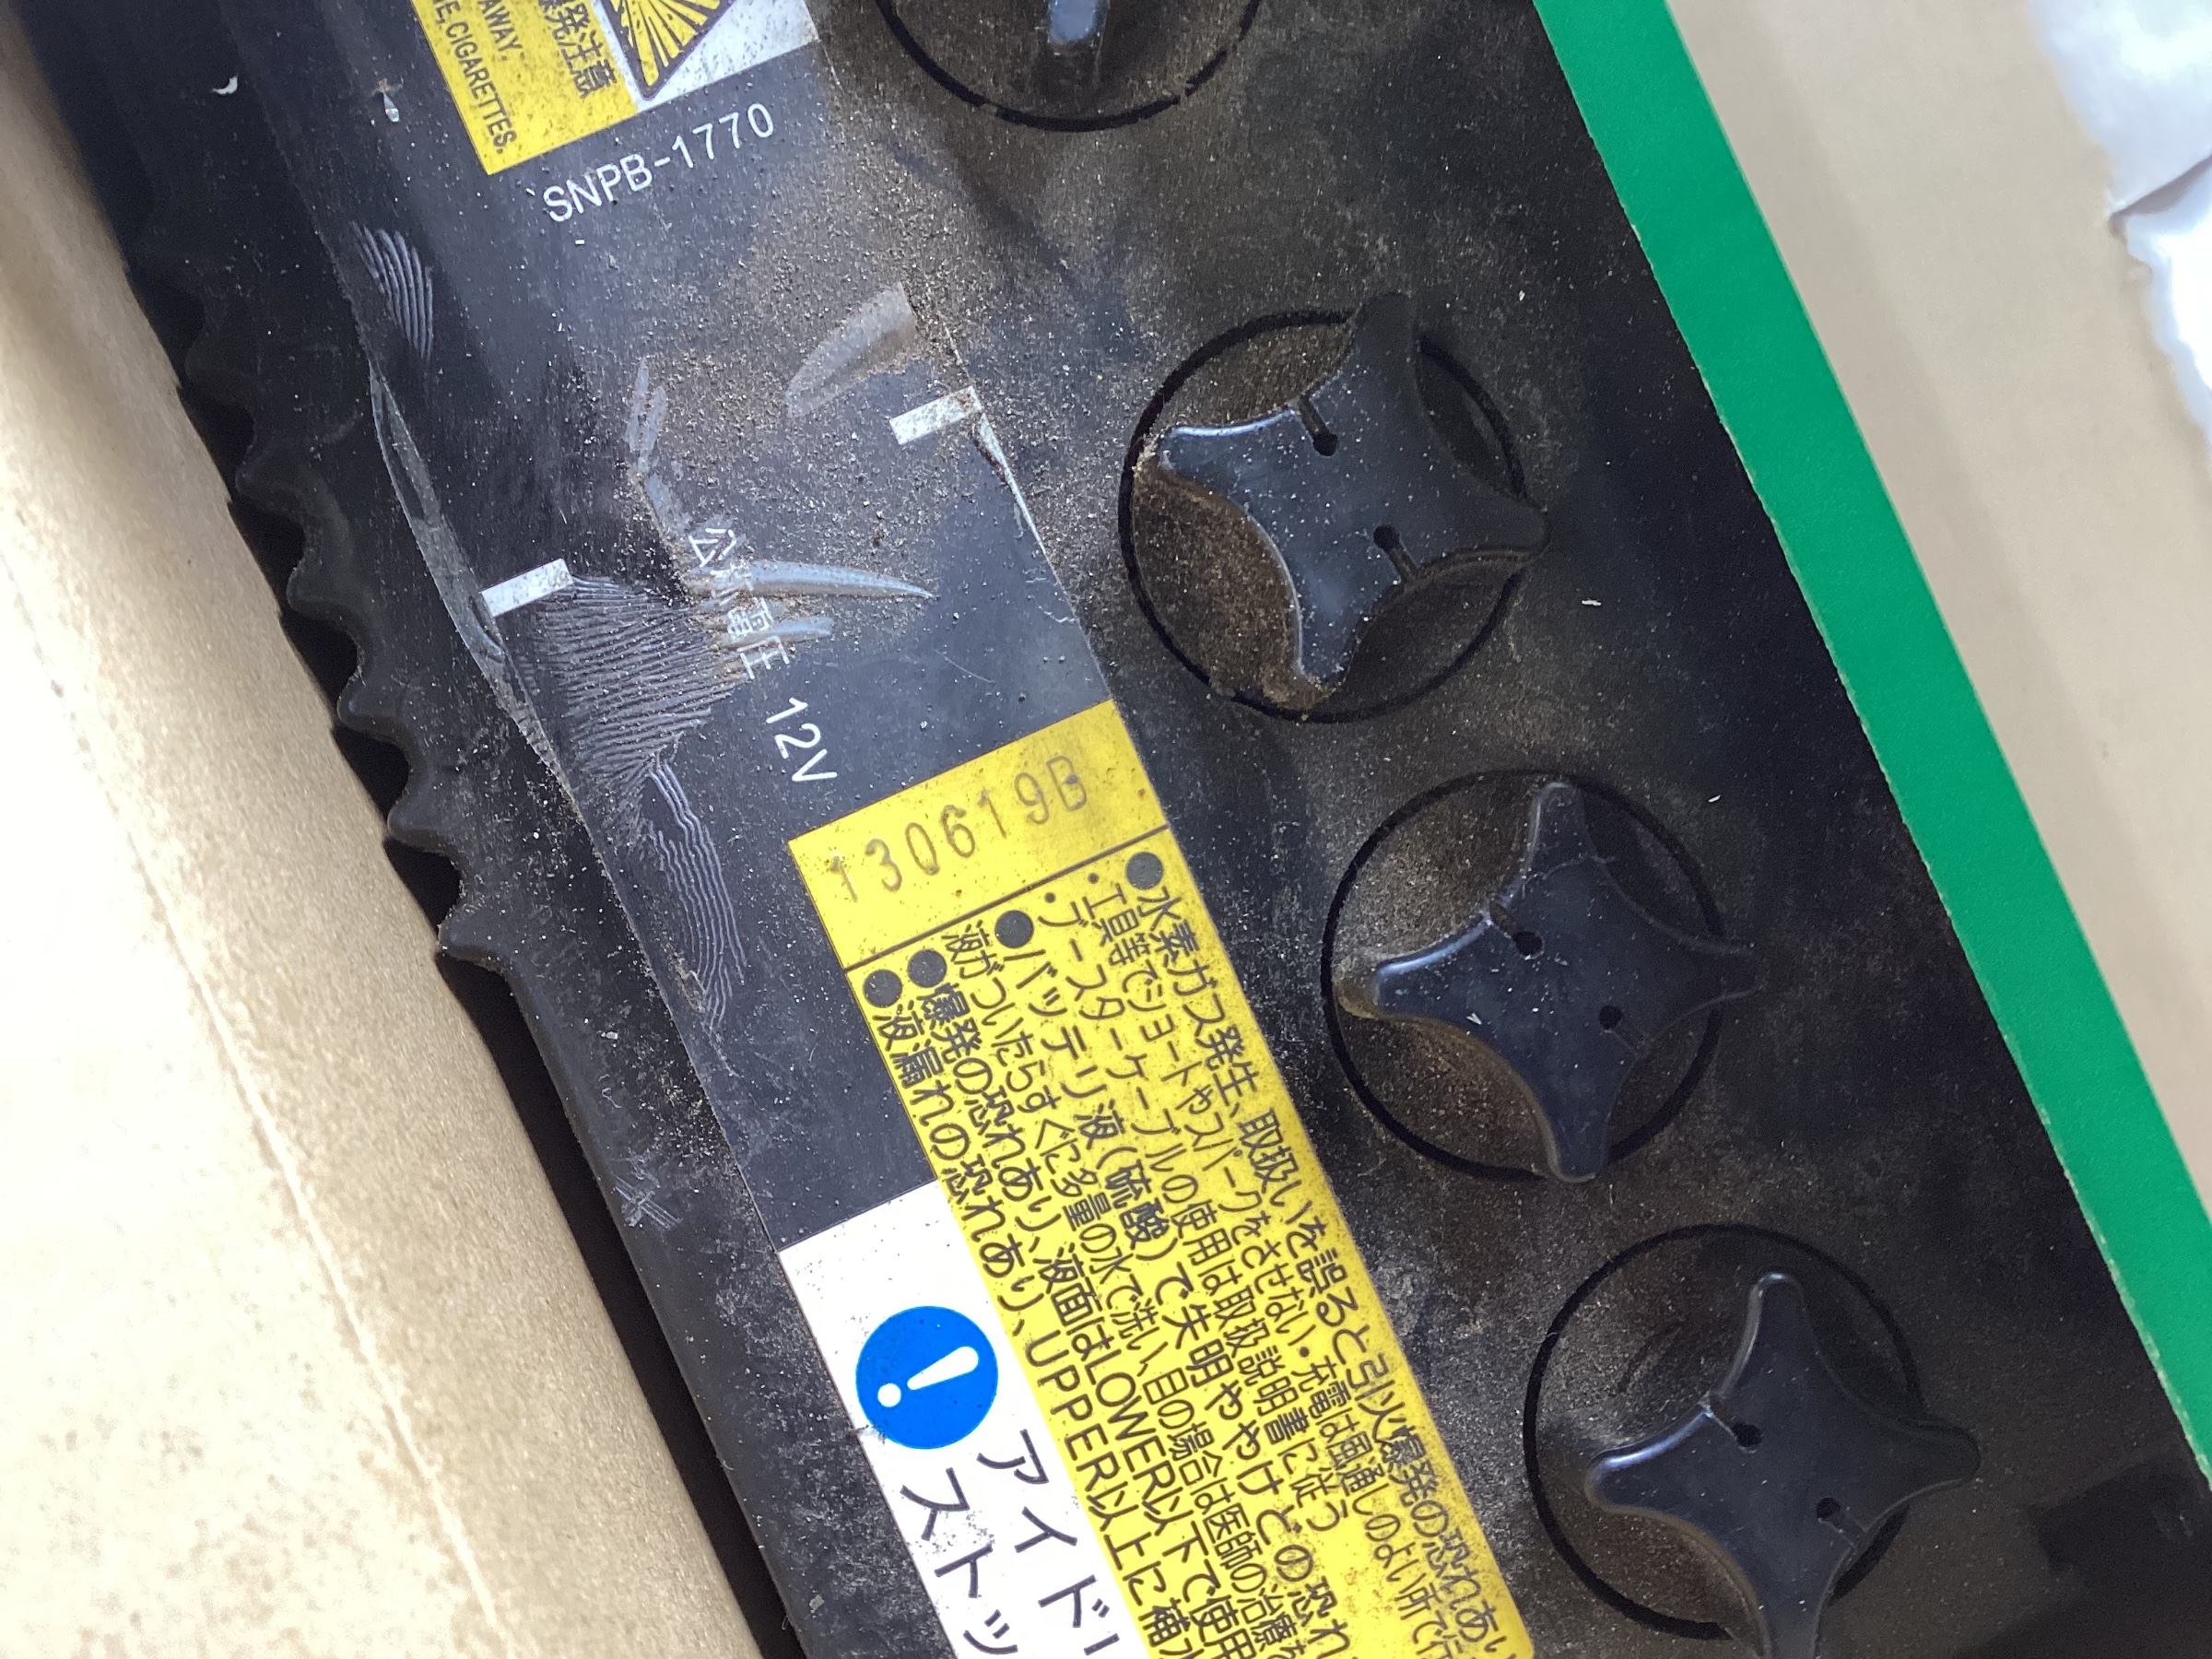 AWAY.
E,CIGARETTES.
発注意
SNPB-1770
公称電圧 12V
130619B
●水素ガス発生、取扱いを誤ると引火爆発の恐れあり
・工具等でショートやスパークをさせない・充電は風通しのよい所で行
・ブースターケーブルの使用は取扱説明書に従う
●バッテリ液(硫酸)で失明ややけどの恐れ
液がついたらすぐに多量の水で洗い、目の場合は医師の治療を
●爆発の恐れあり、液面はLOWER以下で使用
●液漏れの恐れあり、UPPER以上に補水
アイドリ
ストッ